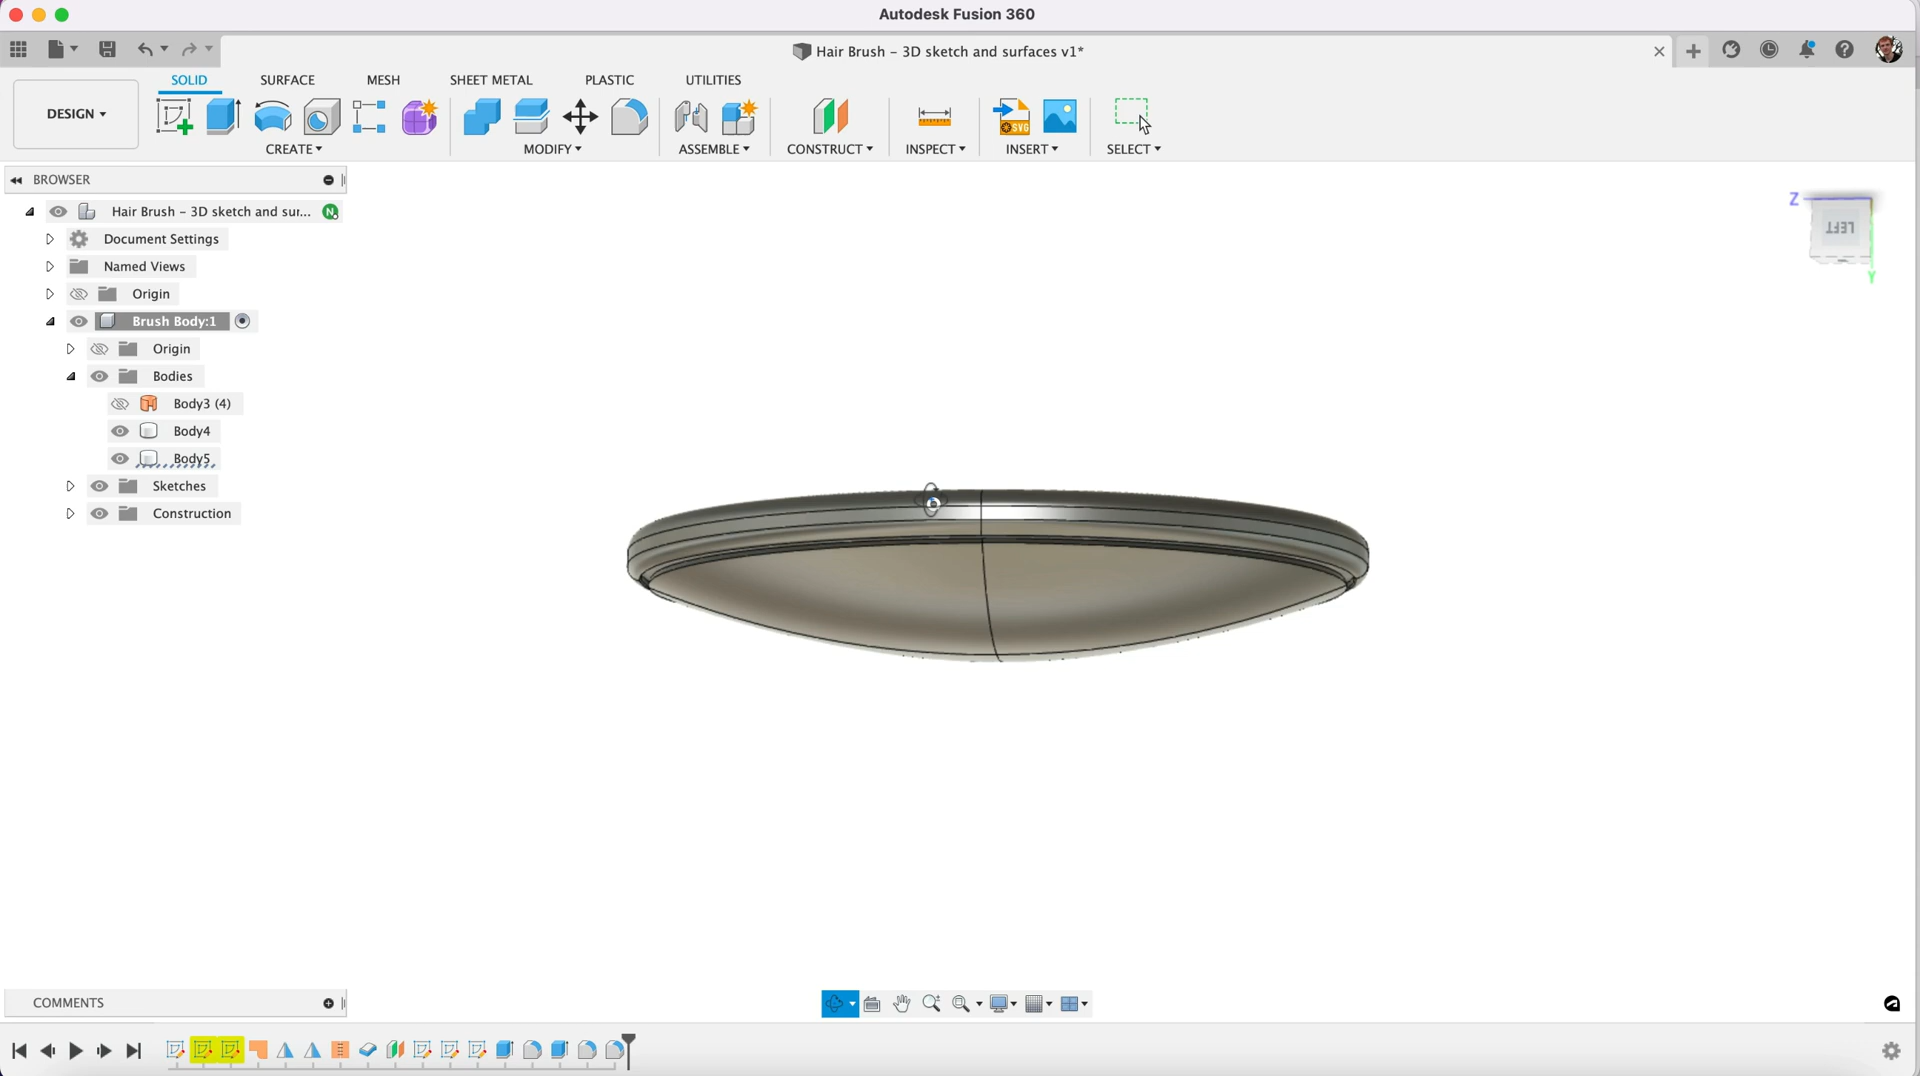 Autodesk Fusion 360
Hair Brush – 3D sketch and surfaces v1*
SOLID SURFACE MESH SHEET METAL PLASTIC UTILITIES
DESIGN
SVG
CREATE MODIFY ASSEMBLE CONSTRUCT INSPECT INSERT SELECT
BROWSER
Hair Brush – 3D sketch and sur... N
Document Settings
Named Views
Origin
Brush Body:1
Origin
Bodies
Body3 (4)
Body4
Body5
Sketches
Construction
Z
LEFT
Y
COMMENTS